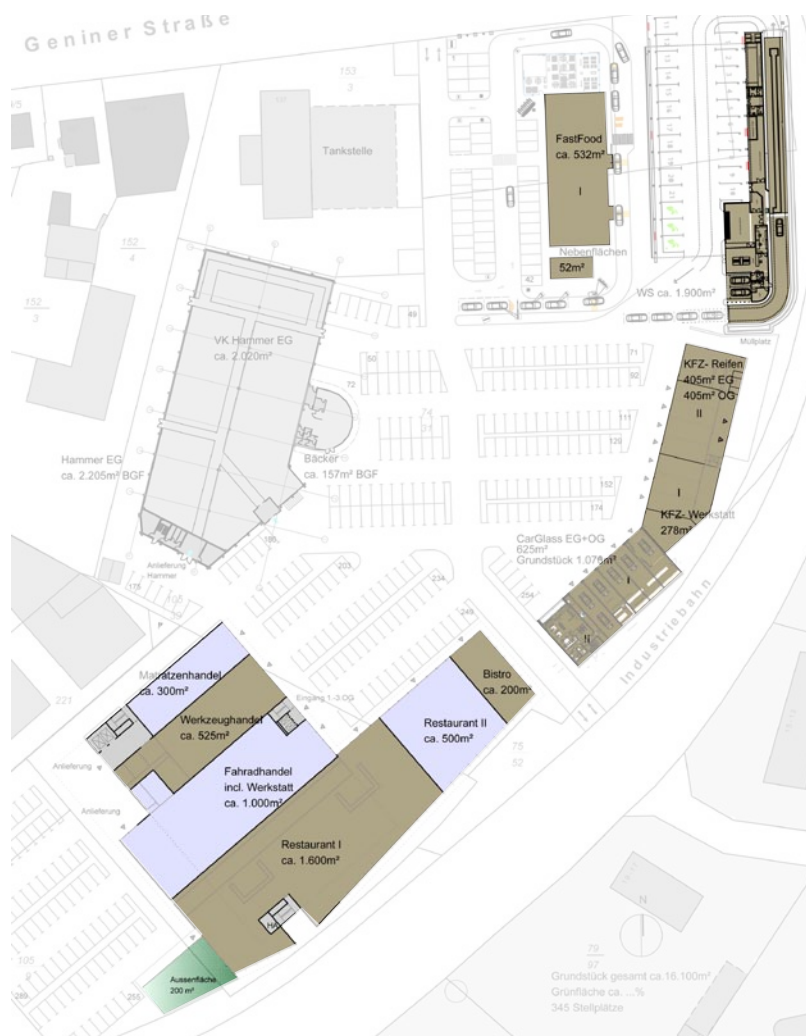 Geniner Straße
153
3
Tankstelle
FastFood
ca. 532m²
I
Nebenflächen
52m²
42
49
WS ca. 1.900m²
Müllplatz
152
4
152
3
VK Hammer EG
ca. 2.020m²
50
71
72
92
KFZ- Reifen
405m² EG
405m² OG
II
111
120
Hammer EG
ca. 2.205m² BGF
Bäcker
ca. 157m² BGF
152
174
I
KFZ- Werkstatt
278m²
CarGlass EG+OG
625m²
Grundstück 1.076m²
Anlieferung
Hammer
203
234
249
254
Industriebahn
221
Matratzenhandel
ca. 300m²
Werkzeughandel
ca. 525m²
Eingang 1.-3.OG
Bistro
ca. 200m²
Restaurant II
ca. 500m²
75
52
Anlieferung
Fahradhandel
incl. Werkstatt
ca. 1.000m²
Anlieferung
Restaurant I
ca. 1.600m²
HA
Aussenfläche
200 m²
255
N
79
97
Grundstück gesamt ca.16.100m²
Grünfläche ca. ...%
345 Stellplätze